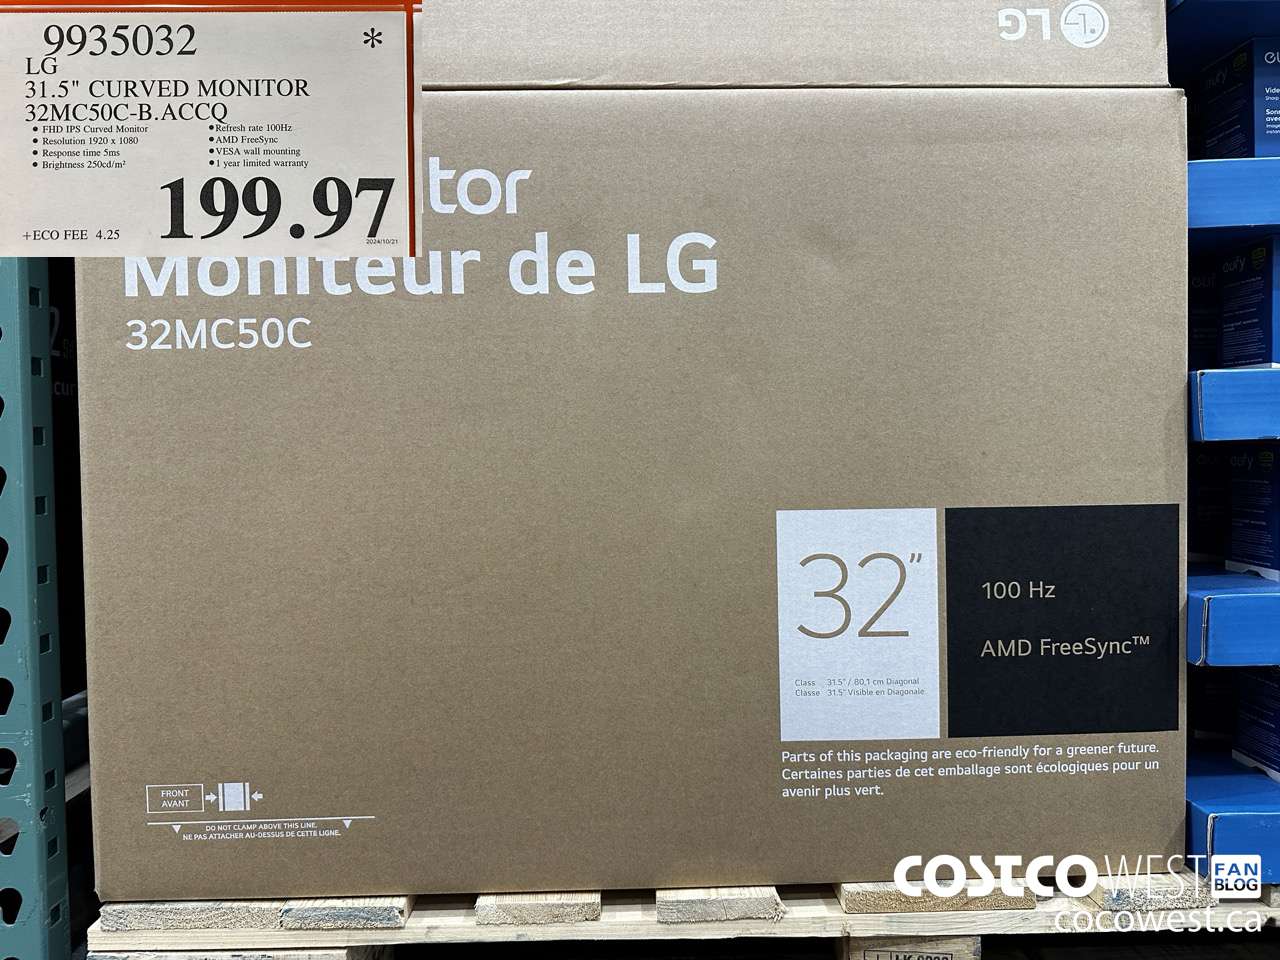 9935032 *
LG
31.5" CURVED MONITOR
32MC50C-B.ACCQ
• FHD IPS Curved Monitor
• Resolution 1920 x 1080
• Response time 5ms
• Brightness 250cd/m²
• Refresh rate 100Hz
• AMD FreeSync
• VESA wall mounting
• 1 year limited warranty
199.97
+ECO FEE 4.25
2024/10/21
LG
tor
Moniteur de LG
32MC50C
32"
Class 31.5" / 80,1 cm Diagonal
Classe 31.5" Visible en Diagonale
100 Hz
AMD FreeSync™
Parts of this packaging are eco-friendly for a greener future.
Certaines parties de cet emballage sont écologiques pour un
avenir plus vert.
FRONT
AVANT
DO NOT CLAMP ABOVE THIS LINE.
NE PAS ATTACHER AU-DESSUS DE CETTE LIGNE.
eufy
eufy
COSTCO WEST FAN BLOG
cocowest.ca